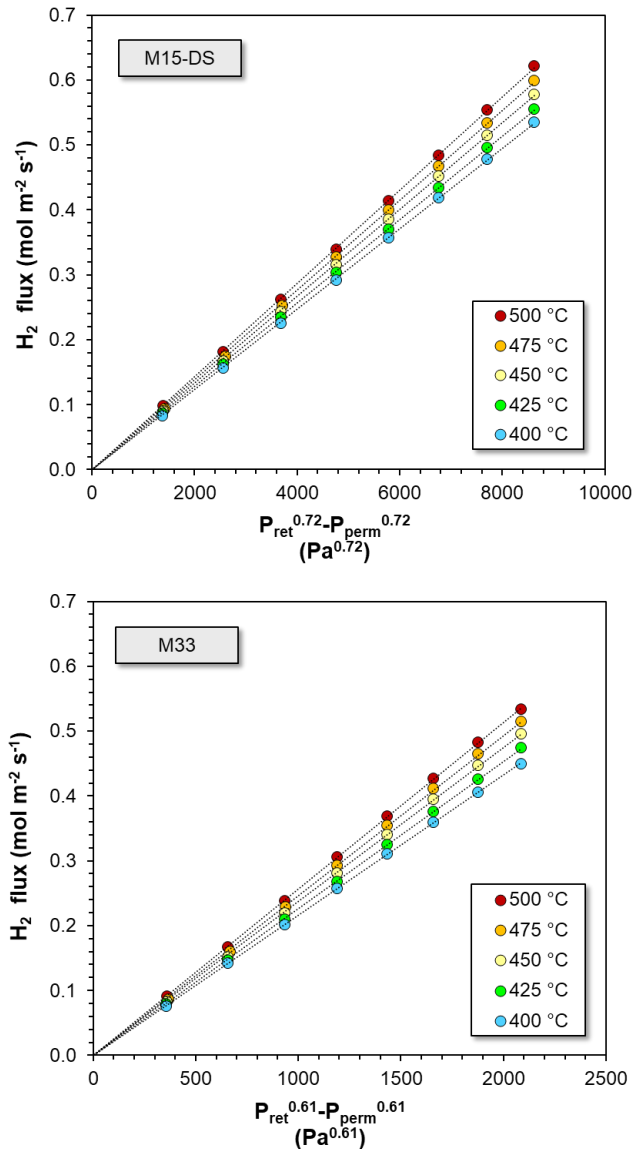 0.7
M15-DS
0.6
0.5
0.4
0.3
0.2
0.1
0.0
H2 flux (mol m-2 s-1)
500 °C
475 °C
450 °C
425 °C
400 °C
0 2000 4000 6000 8000 10000
Pret0.72-Pperm0.72
(Pa0.72)
0.7
M33
0.6
0.5
0.4
0.3
0.2
0.1
0.0
H2 flux (mol m-2 s-1)
500 °C
475 °C
450 °C
425 °C
400 °C
0 500 1000 1500 2000 2500
Pret0.61-Pperm0.61
(Pa0.61)